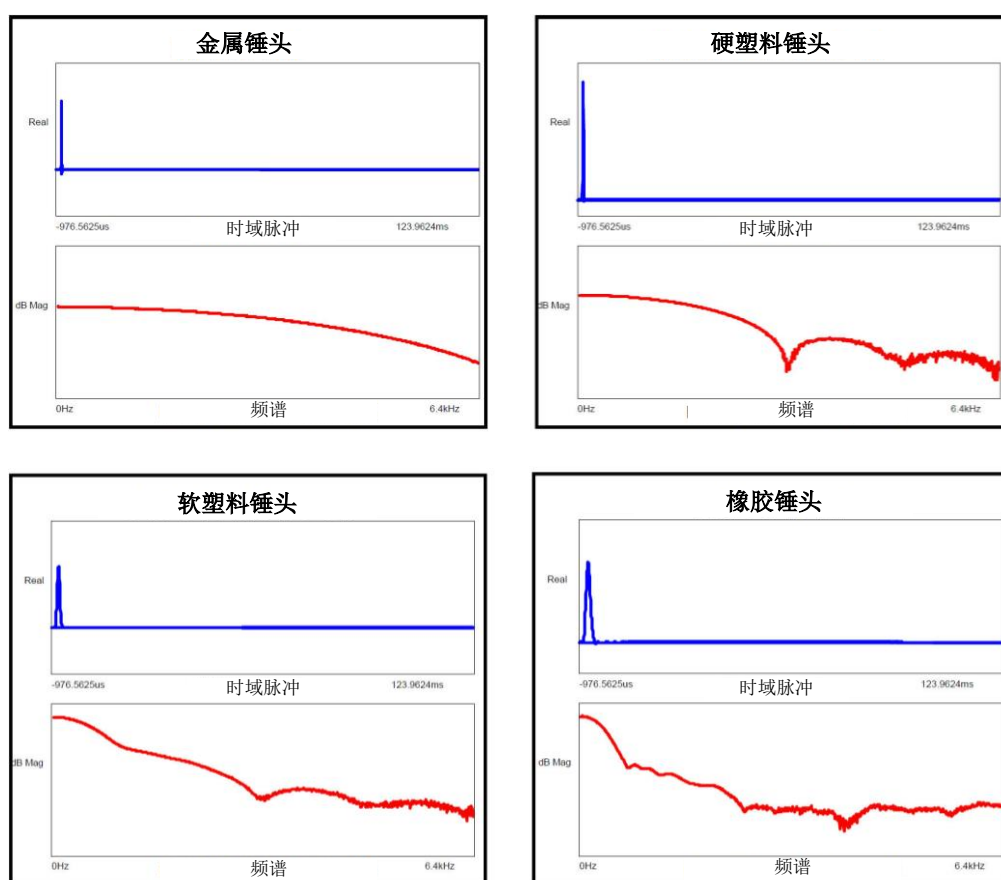 金属锤头
Real
-976.5625us 时域脉冲 123.9624ms
dB Mag
0Hz 频谱 6.4kHz
硬塑料锤头
Real
-976.5625us 时域脉冲 123.9624ms
dB Mag
0Hz 频谱 6.4kHz
软塑料锤头
Real
-976.5625us 时域脉冲 123.9624ms
dB Mag
0Hz 频谱 6.4kHz
橡胶锤头
Real
-976.5625us 时域脉冲 123.9624ms
dB Mag
0Hz 频谱 6.4kHz